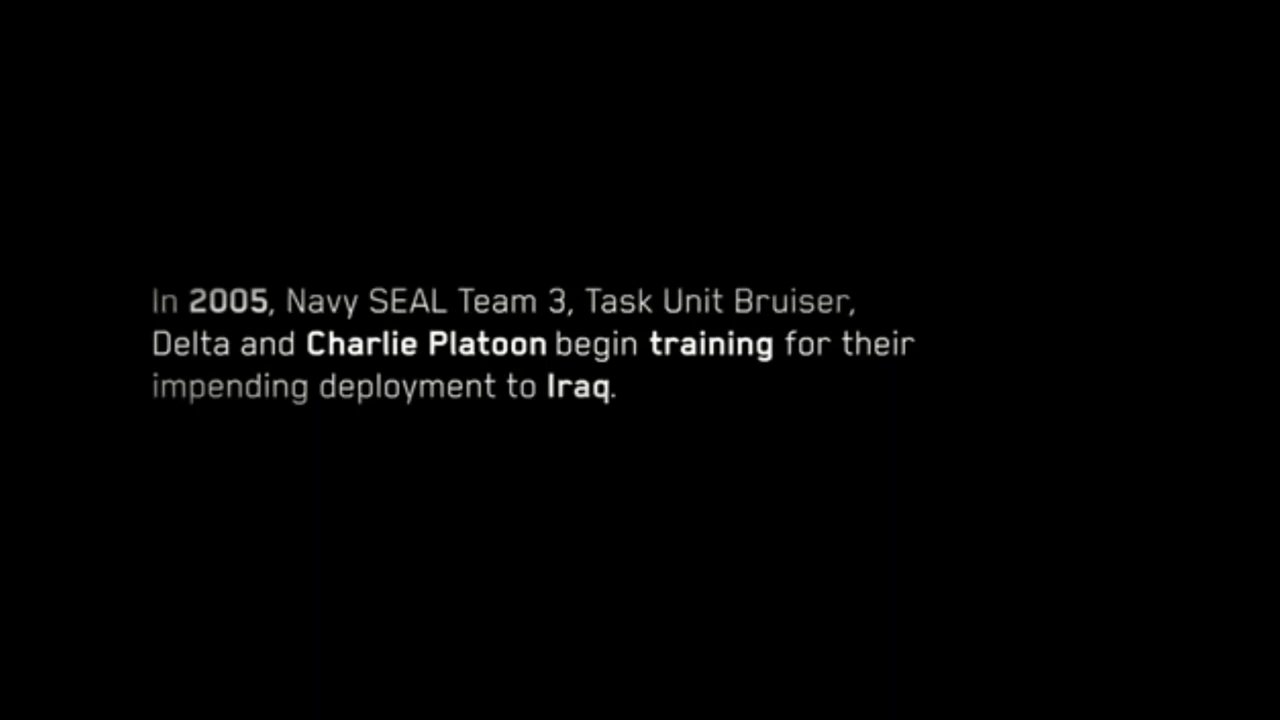 In 2005, Navy SEAL Team 3, Task Unit Bruiser,
Delta and Charlie Platoon begin training for their
impending deployment to Iraq.